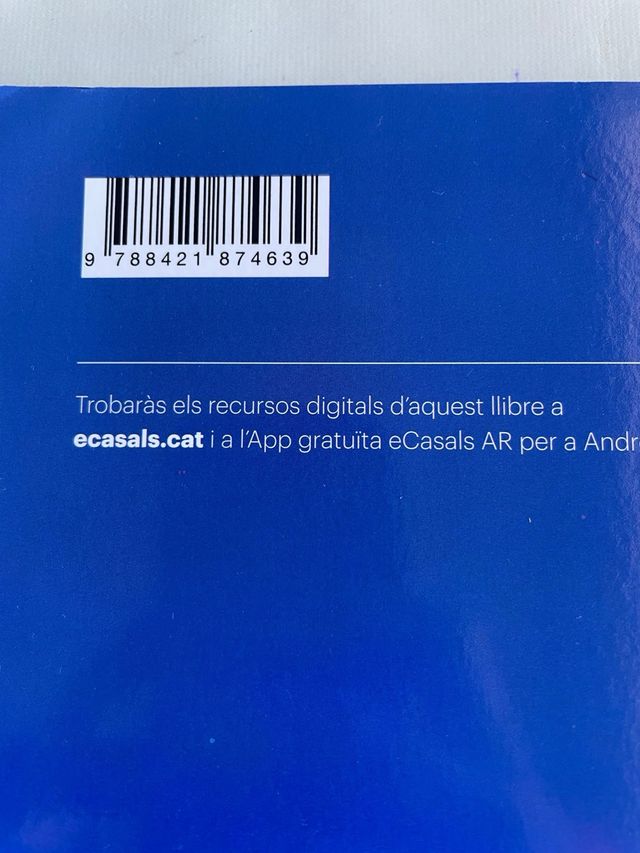 9 788421 874639
Trobaràs els recursos digitals d'aquest llibre a
ecasals.cat i a l'App gratuïta eCasals AR per a